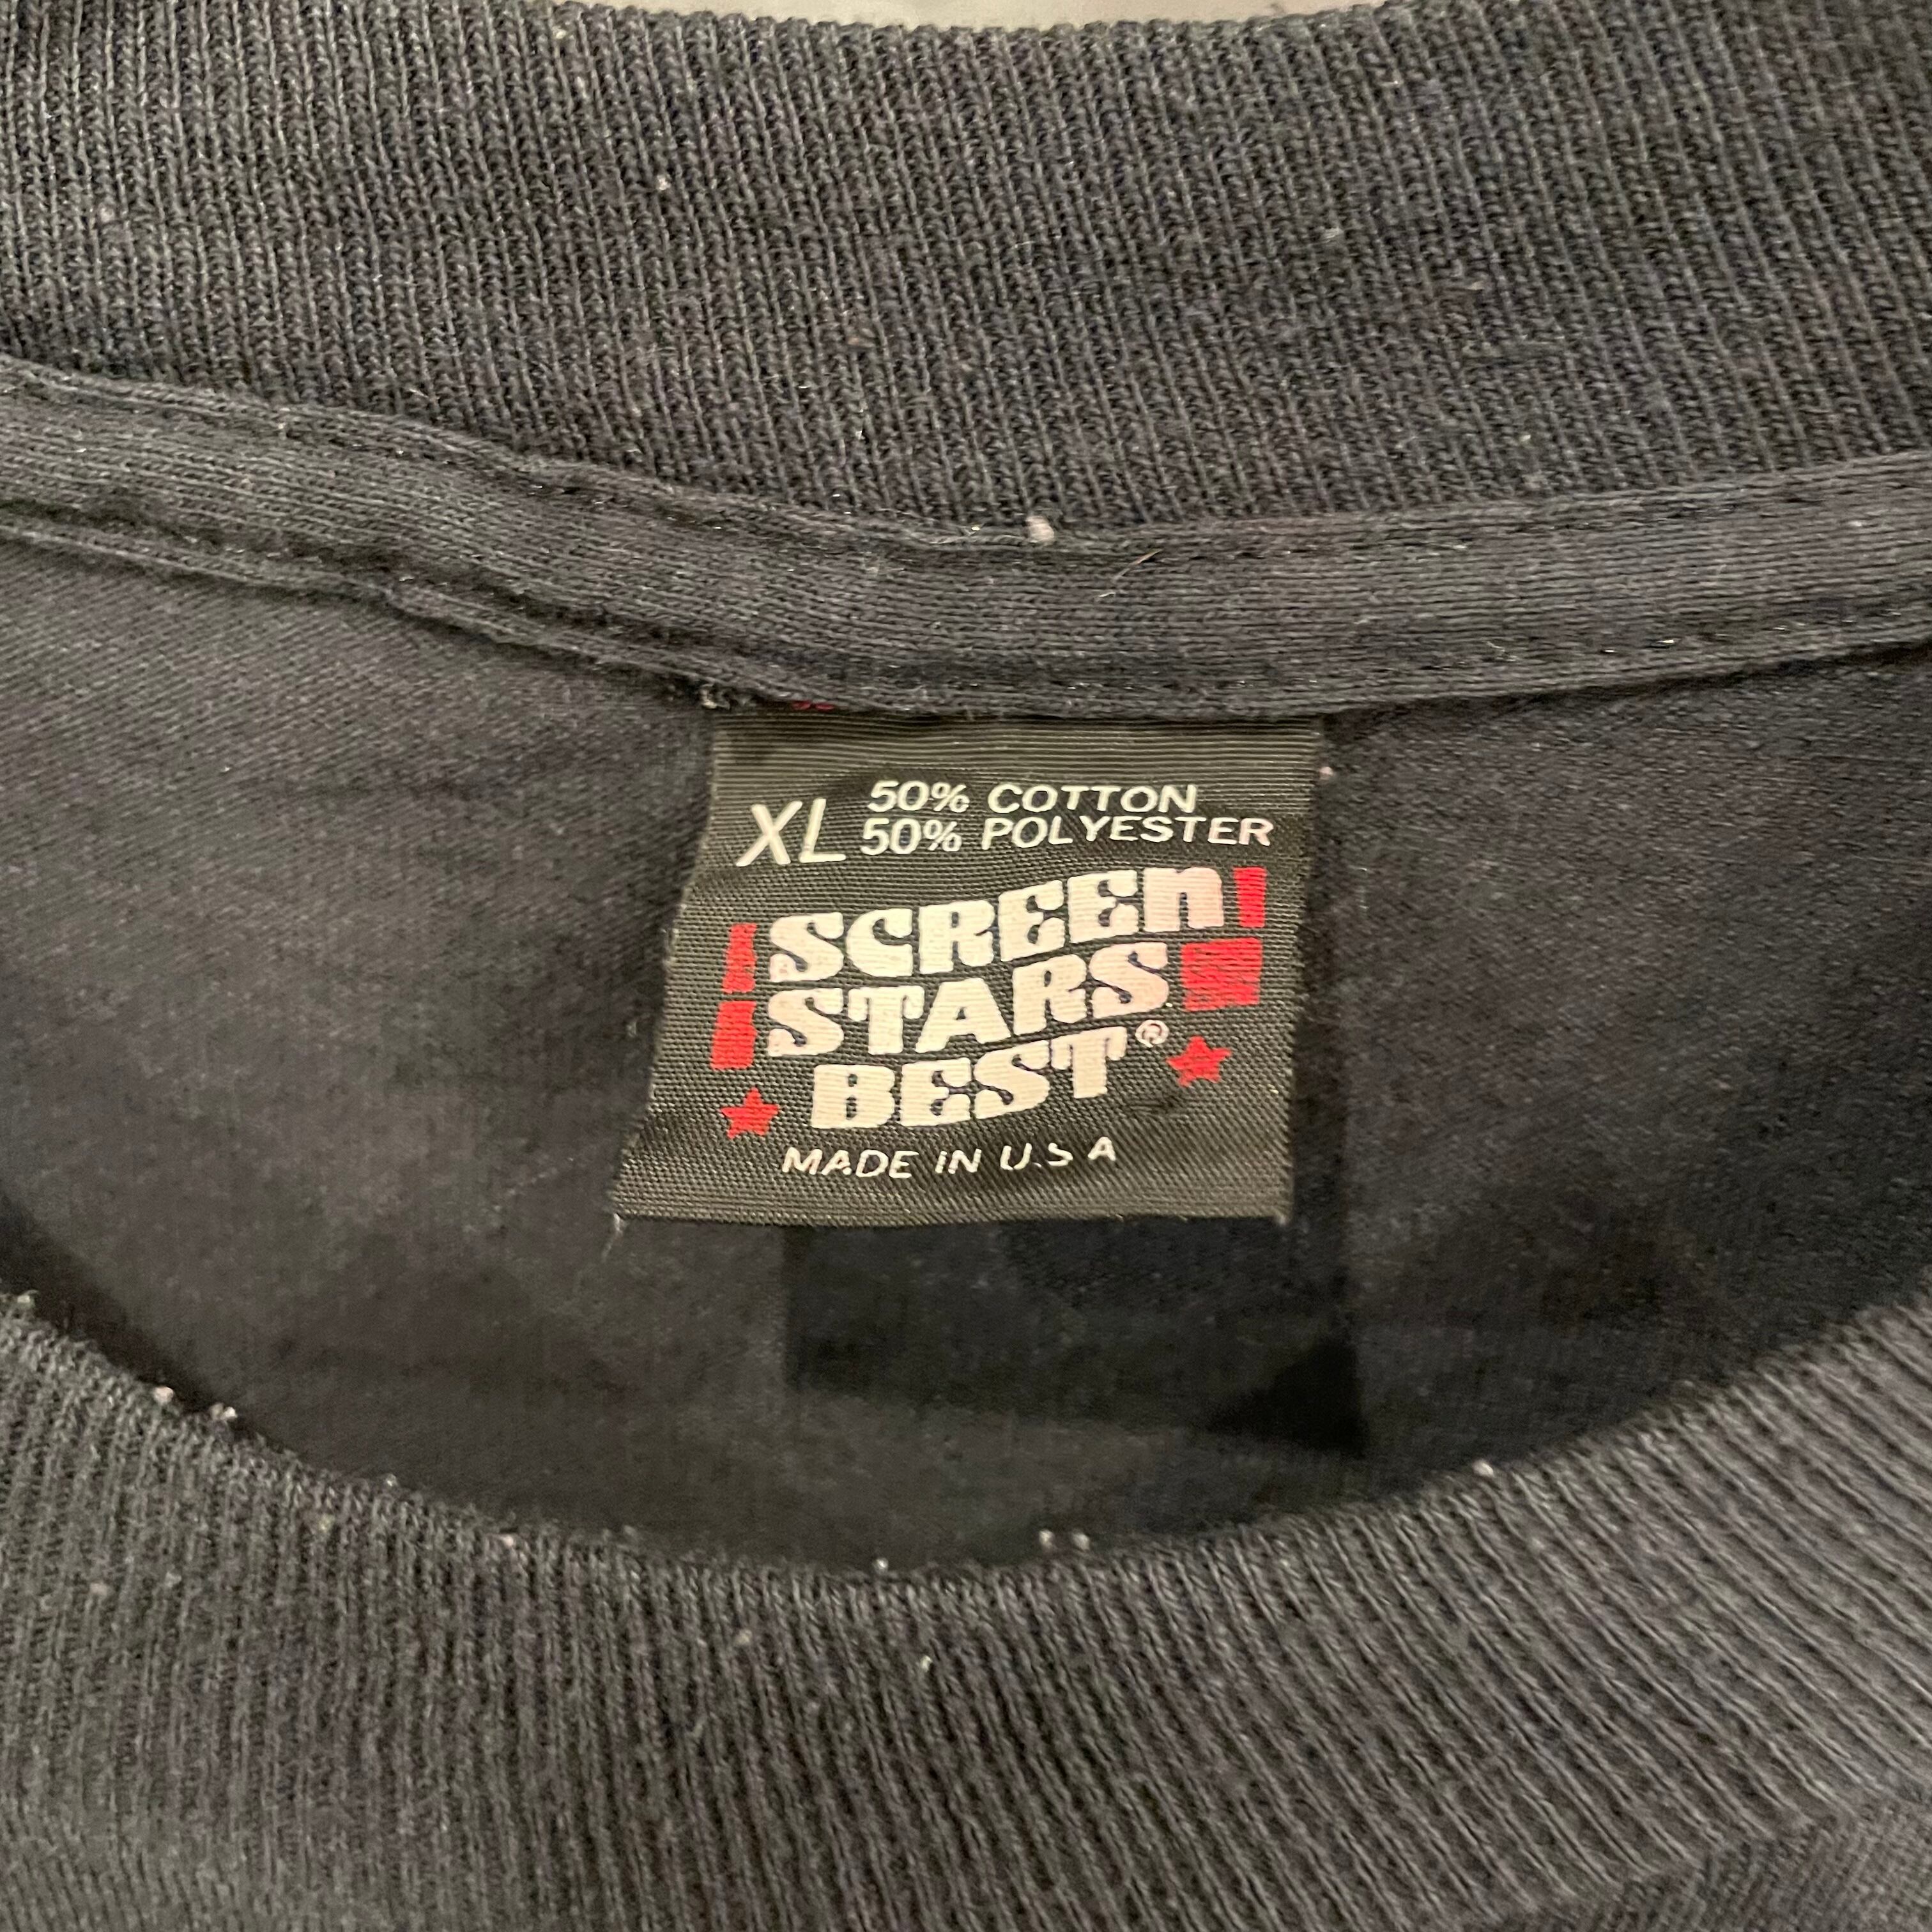 XL 50% COTTON
50% POLYESTER
SCREEn
STARS
BEST®
MADE IN U.S A